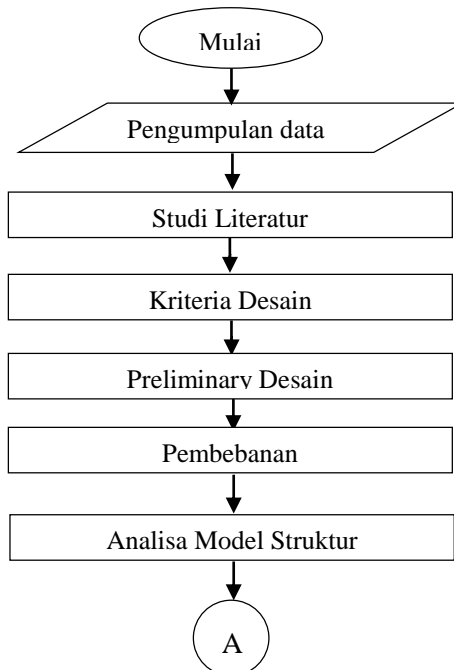 Mulai
Pengumpulan data
Studi Literatur
Kriteria Desain
Preliminary Desain
Pembebanan
Analisa Model Struktur
A